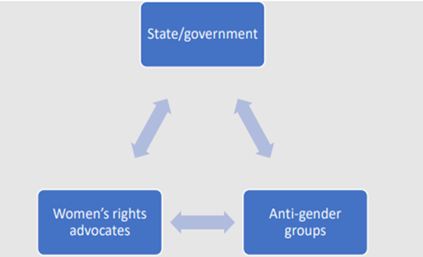 State/government
Women’s rights
advocates
Anti-gender
groups